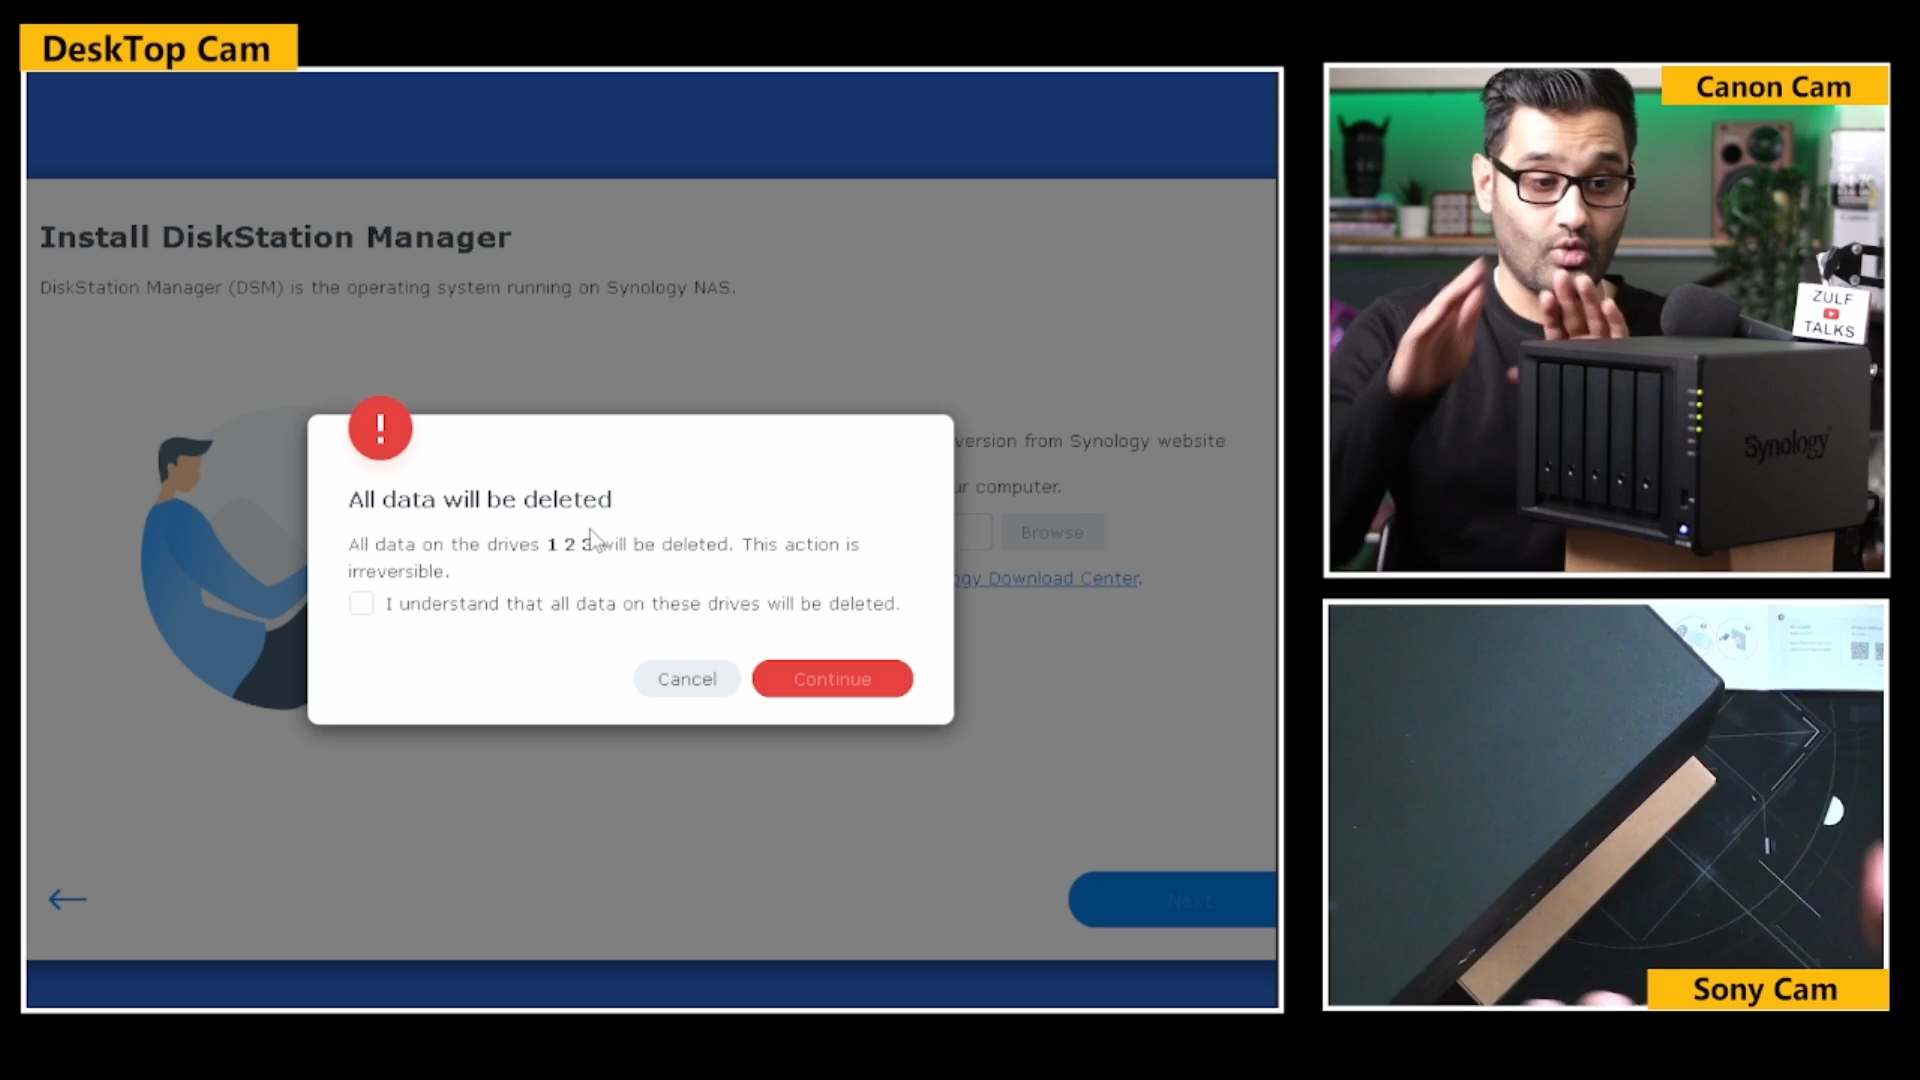 DeskTop Cam
Install DiskStation Manager
DiskStation Manager (DSM) is the operating system running on Synology NAS.
version from Synology website
ur computer.
Browse
ogy Download Center.
!
All data will be deleted
All data on the drives 1 2 3 will be deleted. This action is
irreversible.
I understand that all data on these drives will be deleted.
Cancel
Continue
Next
Canon Cam
ZULF
TALKS
Synology
Sony Cam